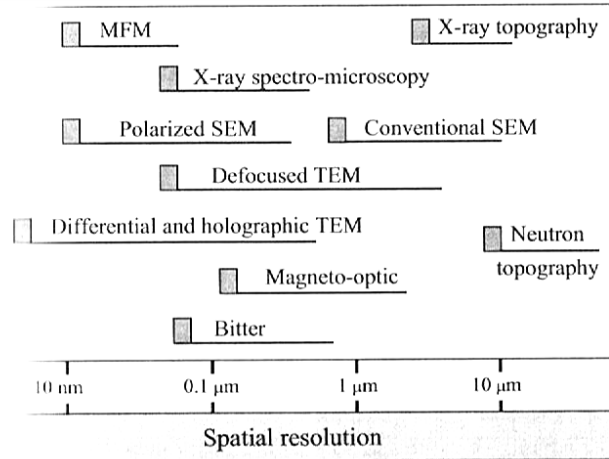 MFM
X-ray topography
X-ray spectro-microscopy
Polarized SEM
Conventional SEM
Defocused TEM
Differential and holographic TEM
Neutron
topography
Magneto-optic
Bitter
10 nm
0.1 µm
1 µm
10 µm
Spatial resolution